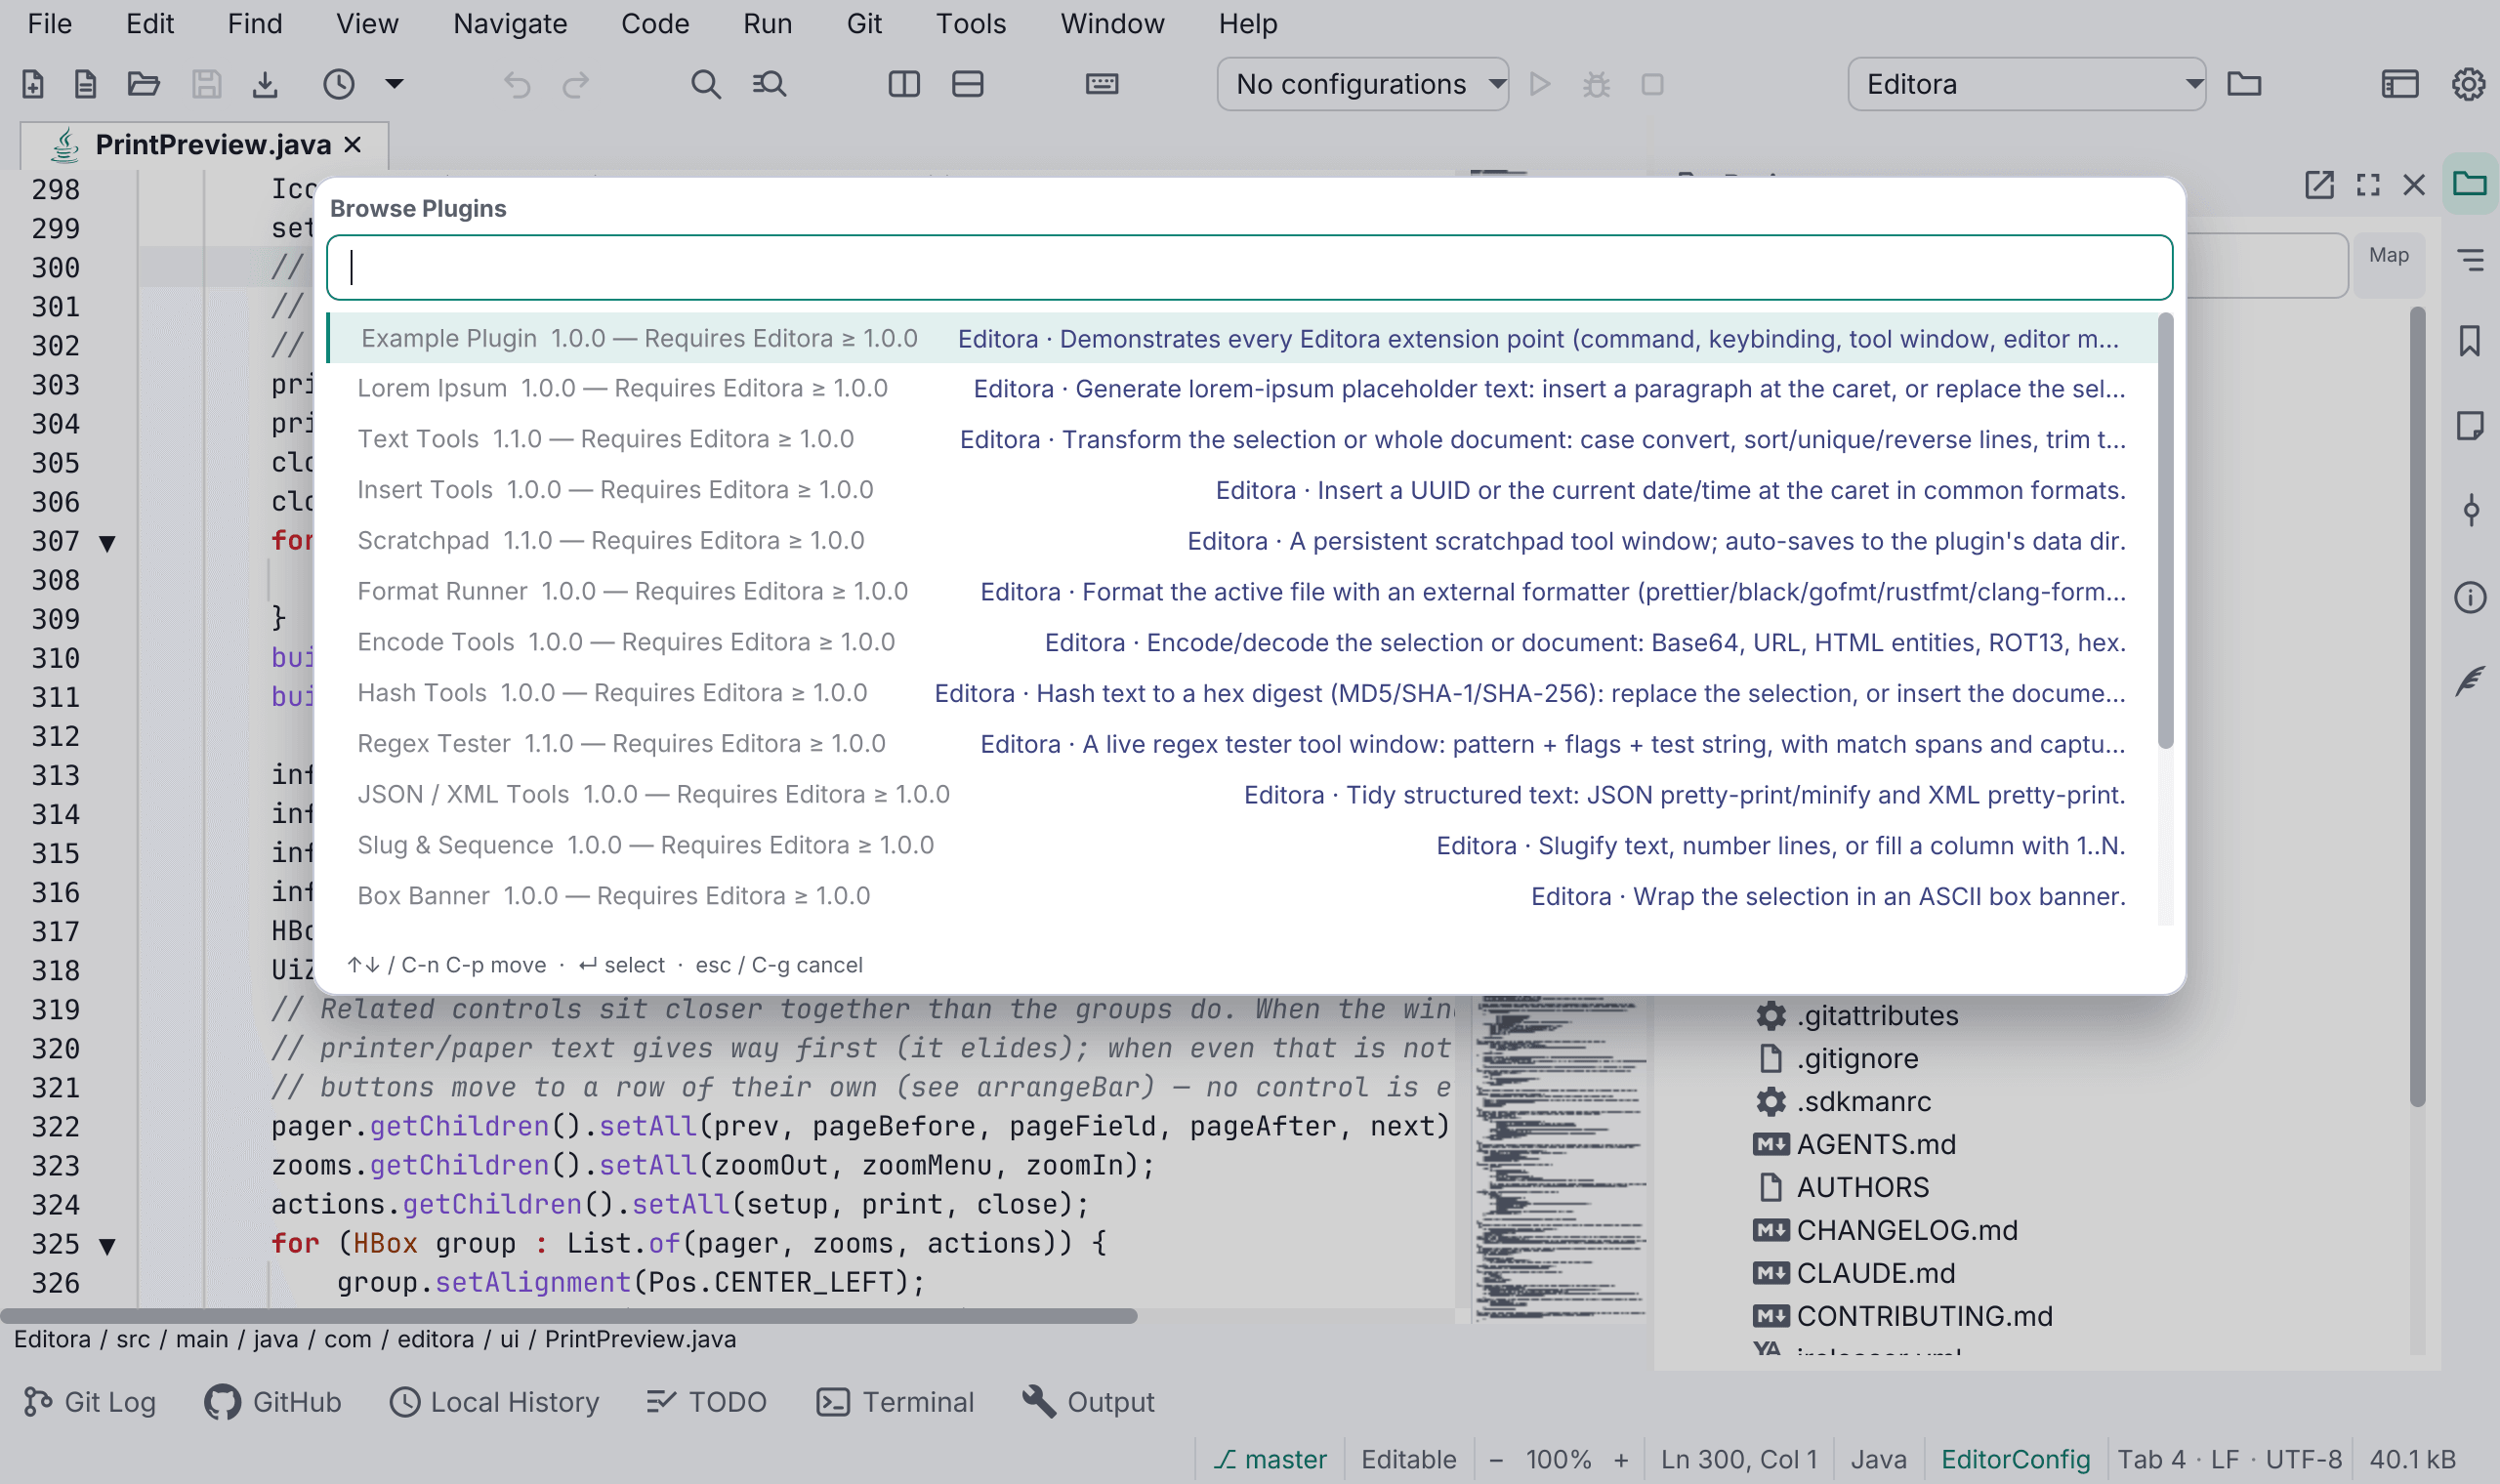 File Edit Find View Navigate Code Run Git Tools Window Help
No configurations
Editora
PrintPreview.java
Map
Browse Plugins
Example Plugin 1.0.0 — Requires Editora ≥ 1.0.0 Editora · Demonstrates every Editora extension point (command, keybinding, tool window, editor m...
Lorem Ipsum 1.0.0 — Requires Editora ≥ 1.0.0 Editora · Generate lorem-ipsum placeholder text: insert a paragraph at the caret, or replace the sel...
Text Tools 1.1.0 — Requires Editora ≥ 1.0.0 Editora · Transform the selection or whole document: case convert, sort/unique/reverse lines, trim t...
Insert Tools 1.0.0 — Requires Editora ≥ 1.0.0 Editora · Insert a UUID or the current date/time at the caret in common formats.
Scratchpad 1.1.0 — Requires Editora ≥ 1.0.0 Editora · A persistent scratchpad tool window; auto-saves to the plugin's data dir.
Format Runner 1.0.0 — Requires Editora ≥ 1.0.0 Editora · Format the active file with an external formatter (prettier/black/gofmt/rustfmt/clang-form...
Encode Tools 1.0.0 — Requires Editora ≥ 1.0.0 Editora · Encode/decode the selection or document: Base64, URL, HTML entities, ROT13, hex.
Hash Tools 1.0.0 — Requires Editora ≥ 1.0.0 Editora · Hash text to a hex digest (MD5/SHA-1/SHA-256): replace the selection, or insert the docume...
Regex Tester 1.1.0 — Requires Editora ≥ 1.0.0 Editora · A live regex tester tool window: pattern + flags + test string, with match spans and captu...
JSON / XML Tools 1.0.0 — Requires Editora ≥ 1.0.0 Editora · Tidy structured text: JSON pretty-print/minify and XML pretty-print.
Slug & Sequence 1.0.0 — Requires Editora ≥ 1.0.0 Editora · Slugify text, number lines, or fill a column with 1..N.
Box Banner 1.0.0 — Requires Editora ≥ 1.0.0 Editora · Wrap the selection in an ASCII box banner.
↑↓ / C-n C-p move · ↵ select · esc / C-g cancel
298
299 set
300 //
301 //
302 //
303 pri
304 pri
305 clo
306 clo
307 for
308
309 }
310 bui
311 bui
312
313 inf
314 inf
315 inf
316 inf
317 HBo
318 UiZ
319 // Related controls sit closer together than the groups do. When the win
320 // printer/paper text gives way first (it elides); when even that is not
321 // buttons move to a row of their own (see arrangeBar) — no control is e
322 pager.getChildren().setAll(prev, pageBefore, pageField, pageAfter, next)
323 zooms.getChildren().setAll(zoomOut, zoomMenu, zoomIn);
324 actions.getChildren().setAll(setup, print, close);
325 for (HBox group : List.of(pager, zooms, actions)) {
326 group.setAlignment(Pos.CENTER_LEFT);
.gitattributes
.gitignore
.sdkmanrc
AGENTS.md
AUTHORS
CHANGELOG.md
CLAUDE.md
CONTRIBUTING.md
Editora / src / main / java / com / editora / ui / PrintPreview.java
Git Log GitHub Local History TODO Terminal Output
master Editable − 100% + Ln 300, Col 1 Java EditorConfig Tab 4 · LF · UTF-8 40.1 kB